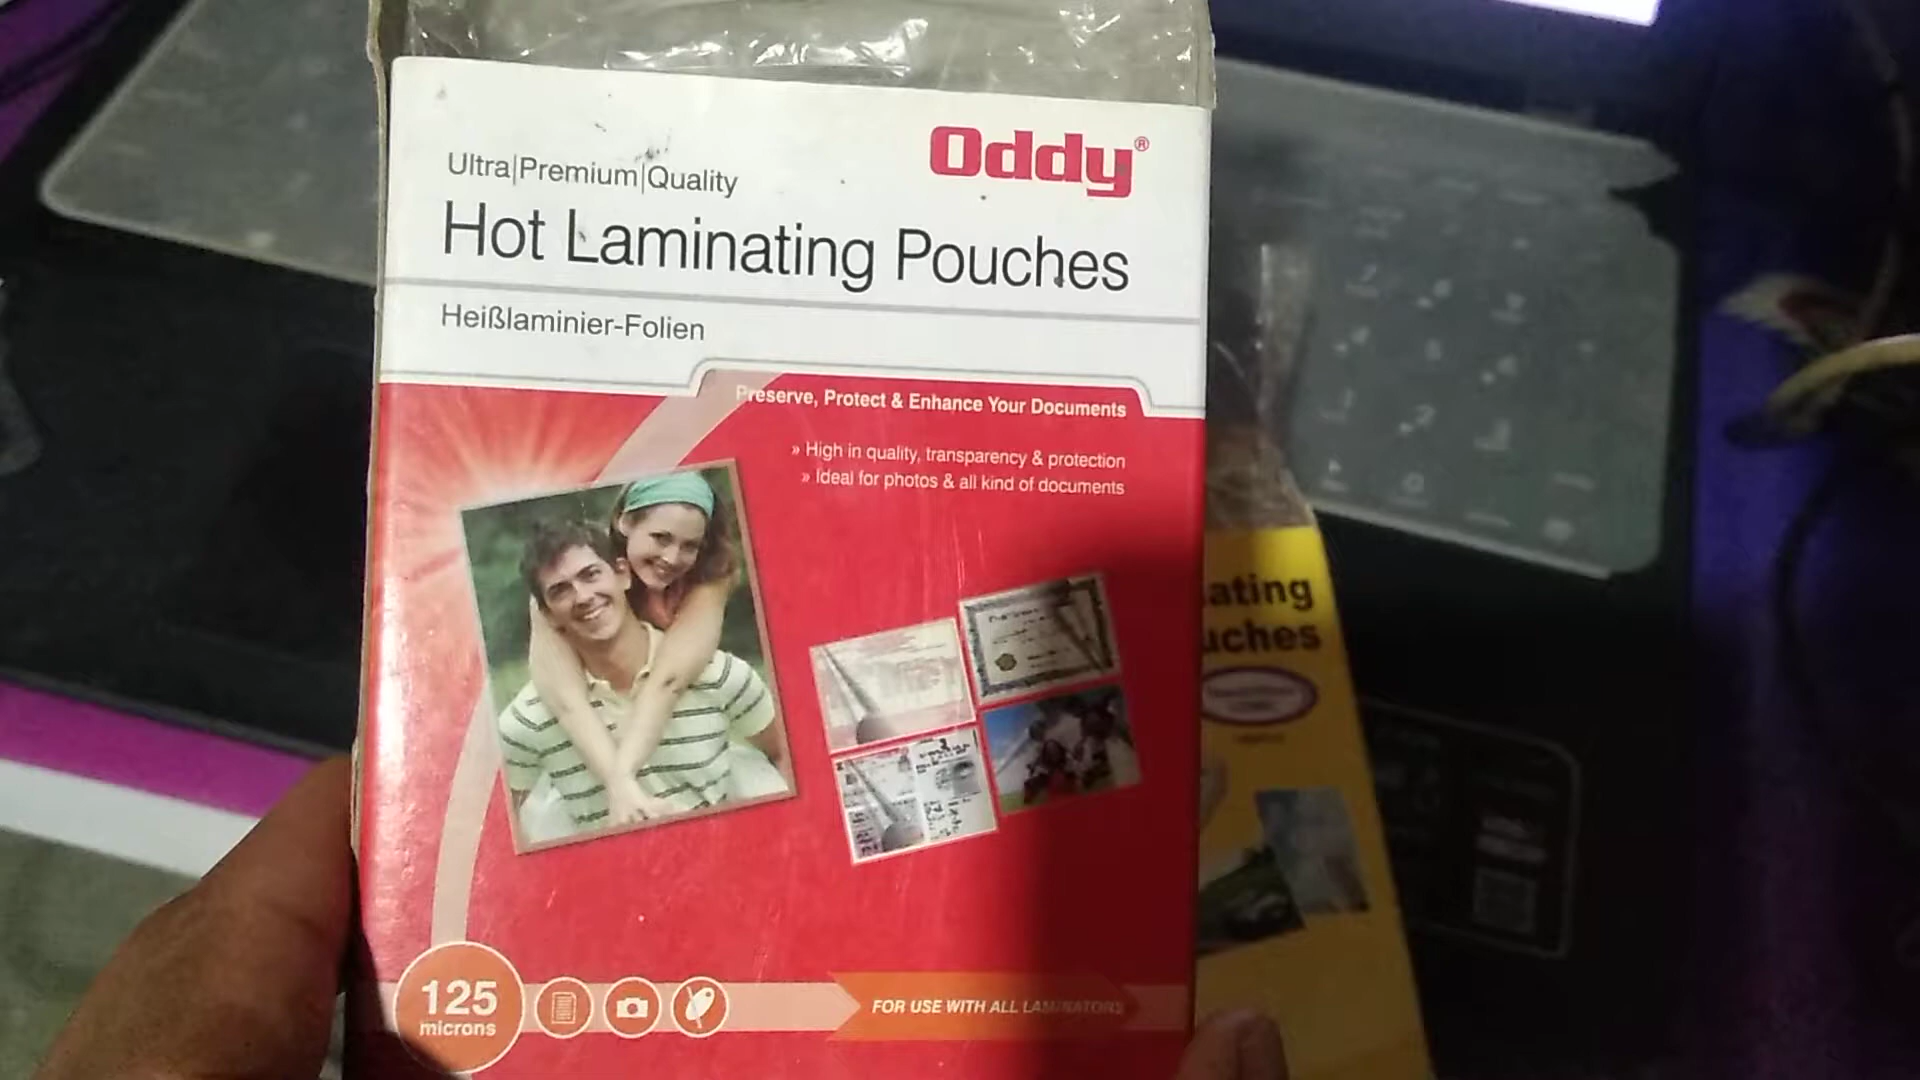 Oddy®
Ultra|Premium|Quality
Hot Laminating Pouches
Heißlaminier-Folien
Preserve, Protect & Enhance Your Documents
» High in quality, transparency & protection
» Ideal for photos & all kind of documents
ating
uches
125
microns
FOR USE WITH ALL LAMINATORS